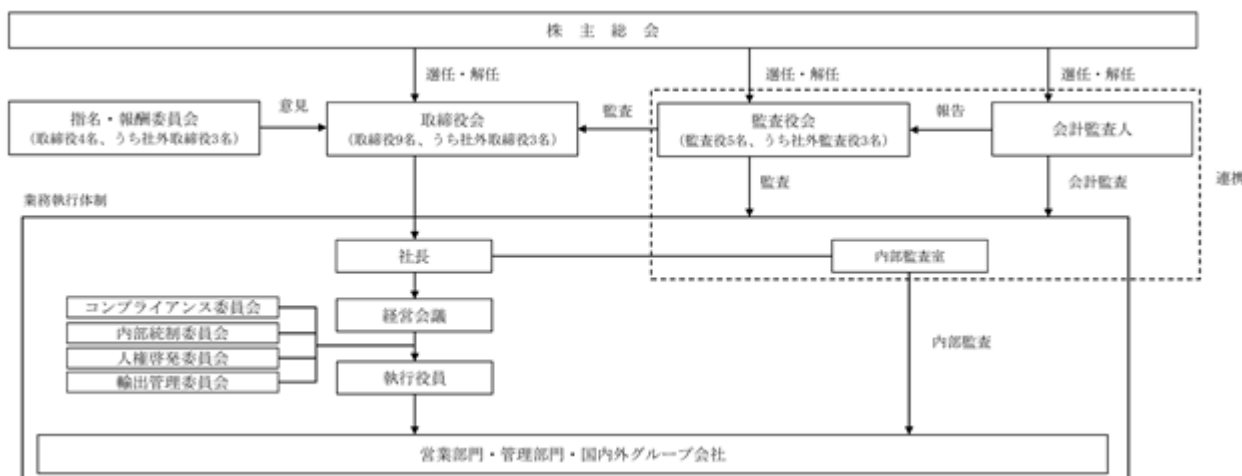 株主総会
選任・解任
選任・解任
選任・解任
指名・報酬委員会
(取締役4名、うち社外取締役3名)
意見
取締役会
(取締役9名、うち社外取締役3名)
監査
監査役会
(監査役5名、うち社外監査役3名)
報告
会計監査人
監査
会計監査
連携
業務執行体制
社長
内部監査室
コンプライアンス委員会
内部統制委員会
人権啓発委員会
輸出管理委員会
経営会議
執行役員
内部監査
営業部門・管理部門・国内外グループ会社